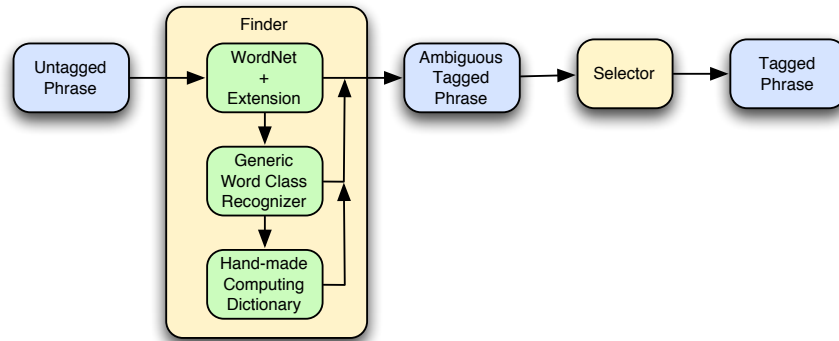 Finder
Untagged
Phrase
WordNet
+
Extension
Ambiguous
Tagged
Phrase
Selector
Tagged
Phrase
Generic
Word Class
Recognizer
Hand-made
Computing
Dictionary